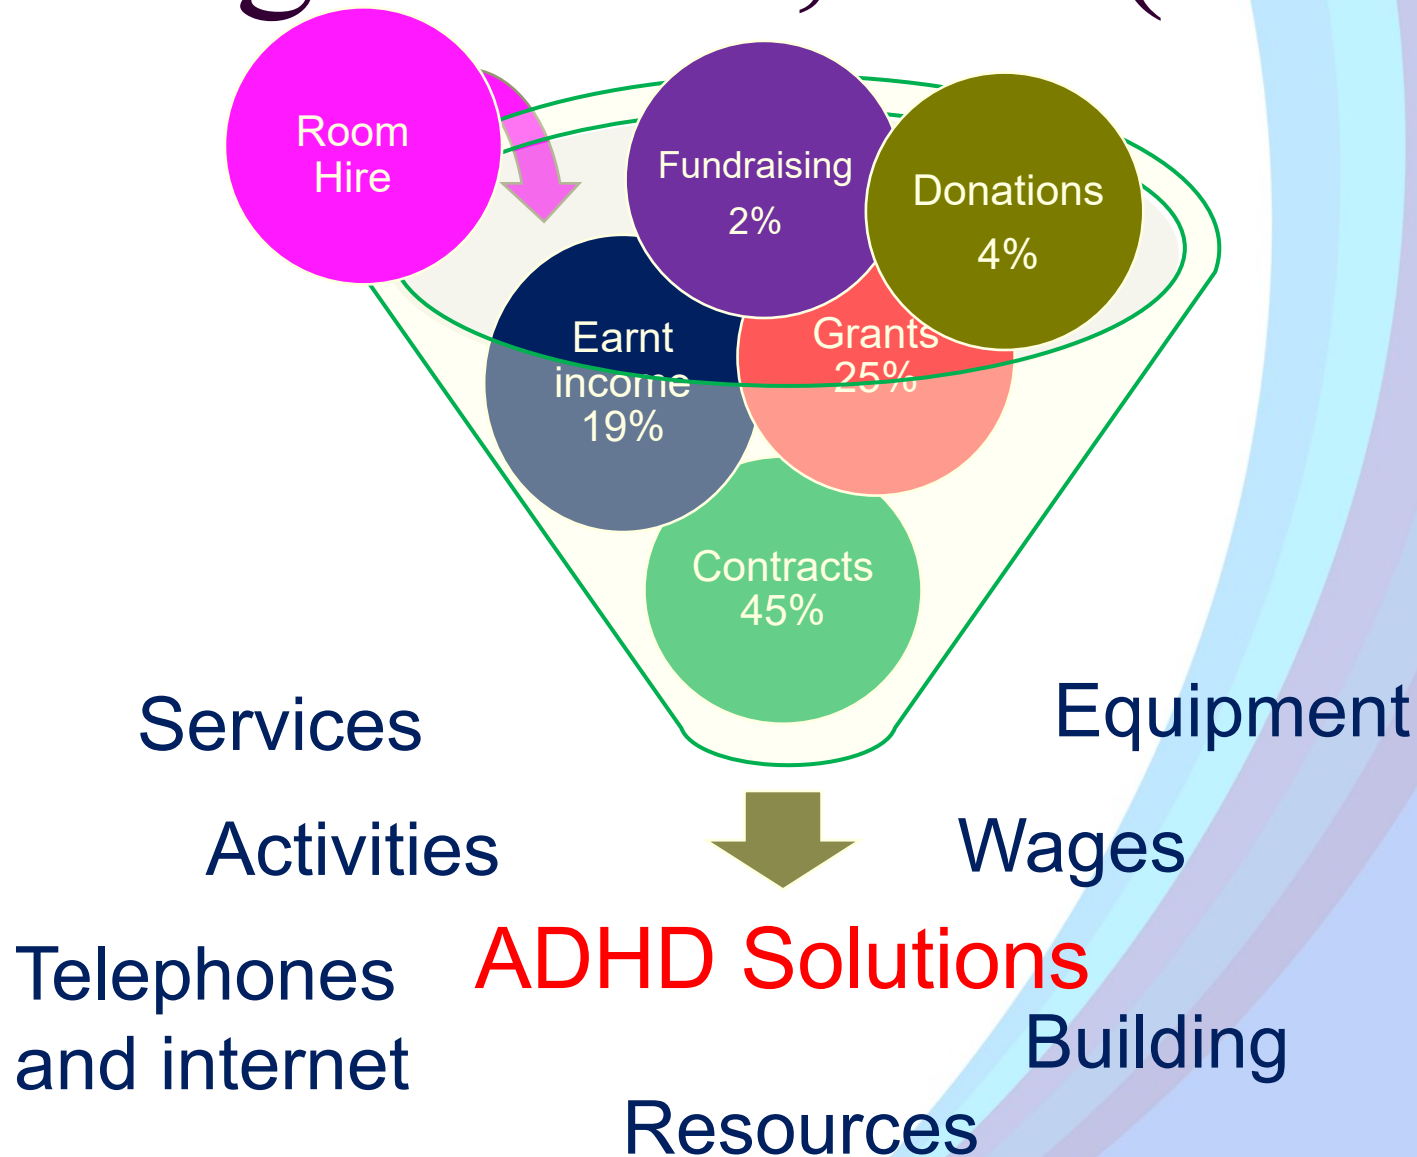 Room
Hire
Fundraising
2%
Donations
4%
Earnt
income
19%
Grants
25%
Contracts
45%
Services
Equipment
Activities
Wages
ADHD Solutions
Telephones
and internet
Building
Resources